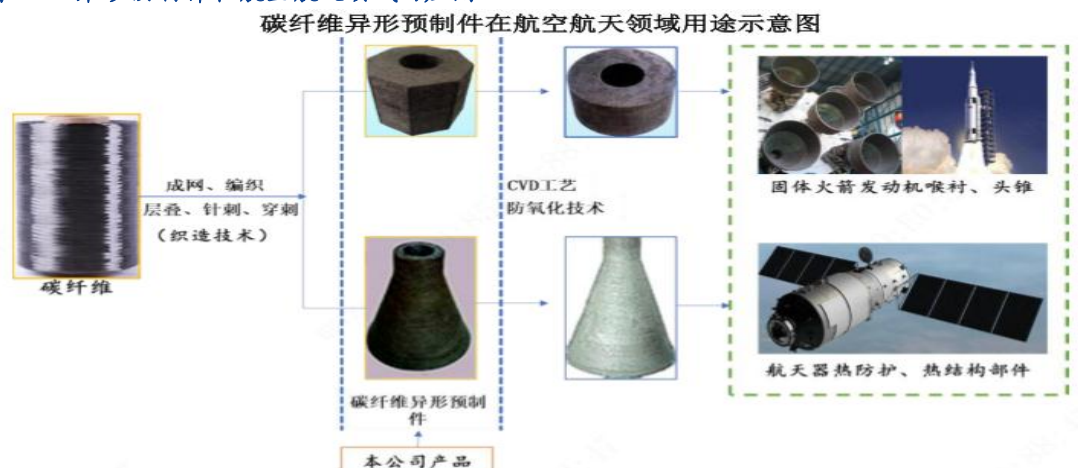 碳纤维异形预制件在航空航天领域用途示意图
成网、编织
层叠、针刺、穿刺
（织造技术）
碳纤维
CVD工艺
防氧化技术
固体火箭发动机喉衬、头锥
航天器热防护、热结构部件
碳纤维异形预制
件
本公司产品